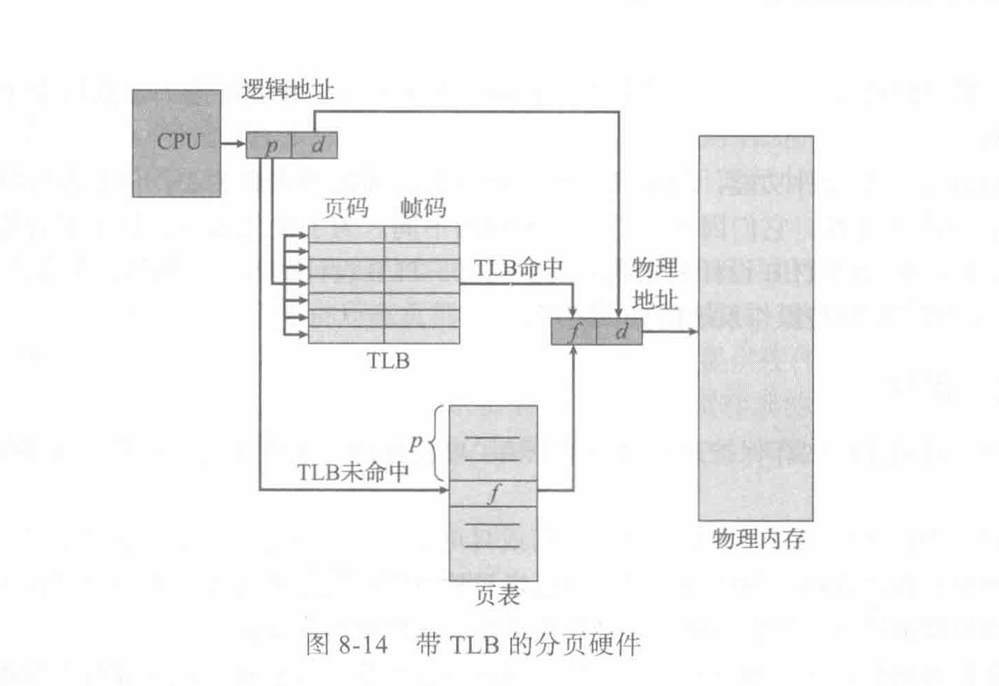 逻辑地址
CPU
p d
页码 帧码
TLB命中
物理
地址
f d
TLB
p
TLB未命中
f
物理内存
页表
图 8-14 带 TLB 的分页硬件